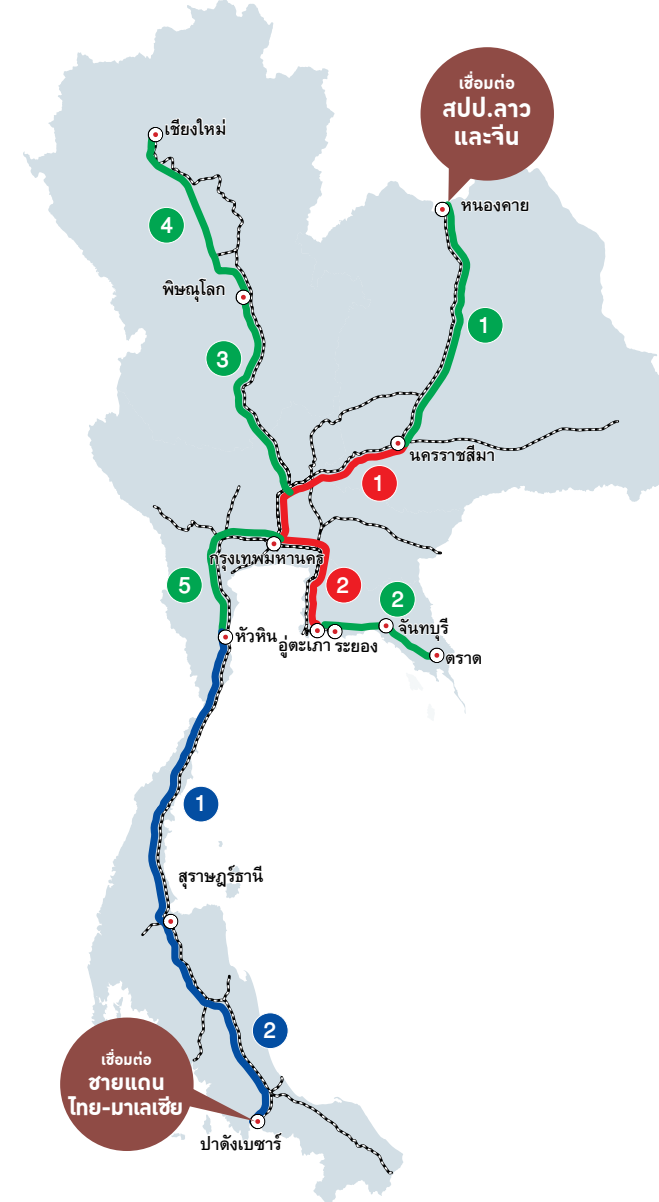 เชื่อมต่อ
สปป.ลาว
และจีน
เชียงใหม่
หนองคาย
4
พิษณุโลก
1
3
นครราชสีมา
1
กรุงเทพมหานคร
5
2
2
จันทบุรี
หัวหิน
อู่ตะเภา
ระยอง
ตราด
1
สุราษฎร์ธานี
2
เชื่อมต่อ
ชายแดน
ไทย-มาเลเซีย
ปาดังเบซาร์